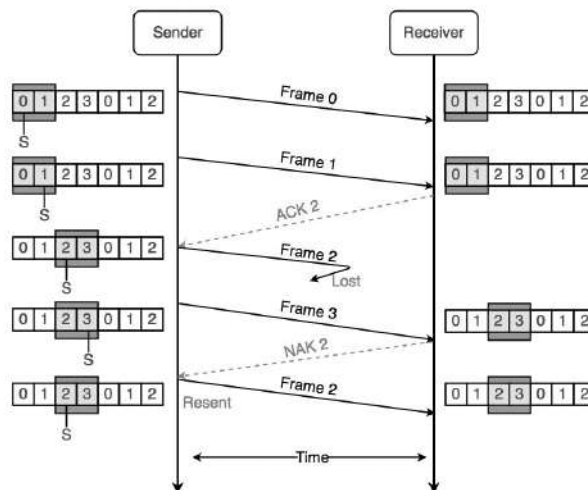 Sender Receiver
0 1 2 3 0 1 2 Frame 0 0 1 2 3 0 1 2
S
0 1 2 3 0 1 2 Frame 1 0 1 2 3 0 1 2
S
ACK 2
0 1 2 3 0 1 2 Frame 2
S
Lost
0 1 2 3 0 1 2 Frame 3 0 1 2 3 0 1 2
S
NAK 2
0 1 2 3 0 1 2 Frame 2 0 1 2 3 0 1 2
Resent
S
Time